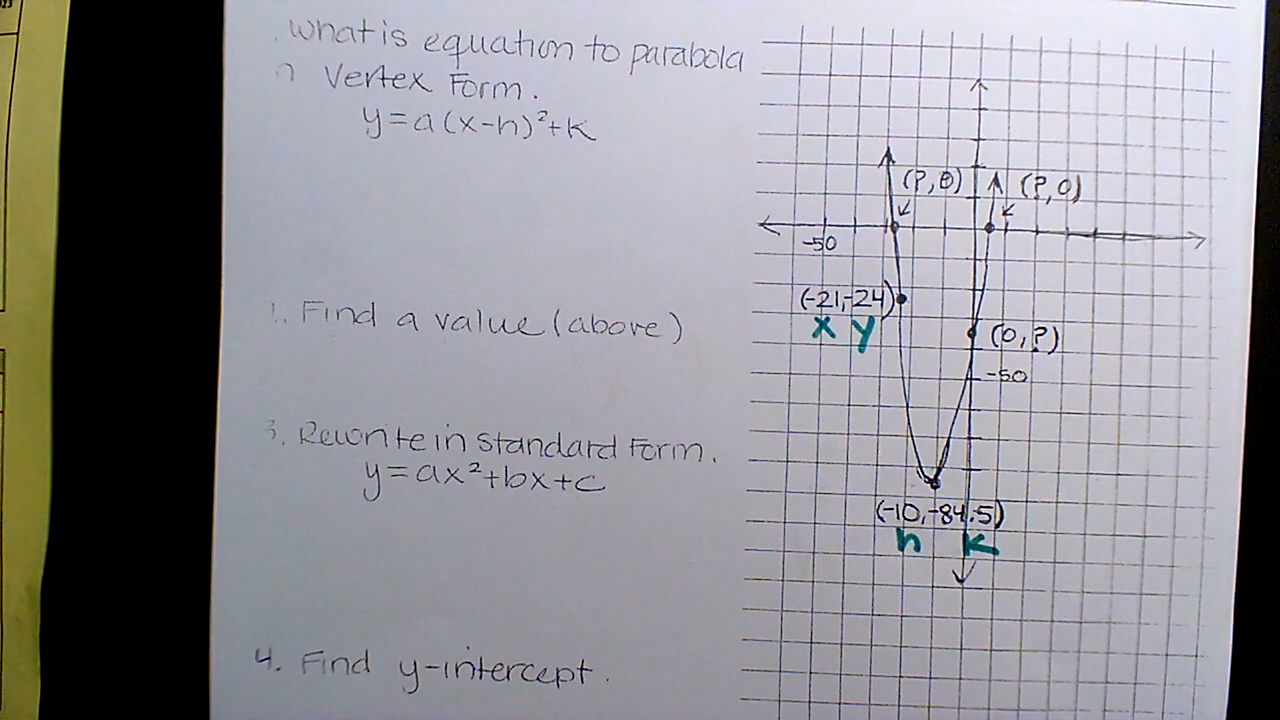 What is equation to parabola
Vertex Form.
y=a(x-h)²+k
1. Find a value (above)
3. Rewrite in standard Form.
y=ax²+bx+c
4. Find y-intercept.
(?,0)
(?,0)
-50
(-21,-24)
x y
(0,?)
-50
(-10,-84.5)
h k